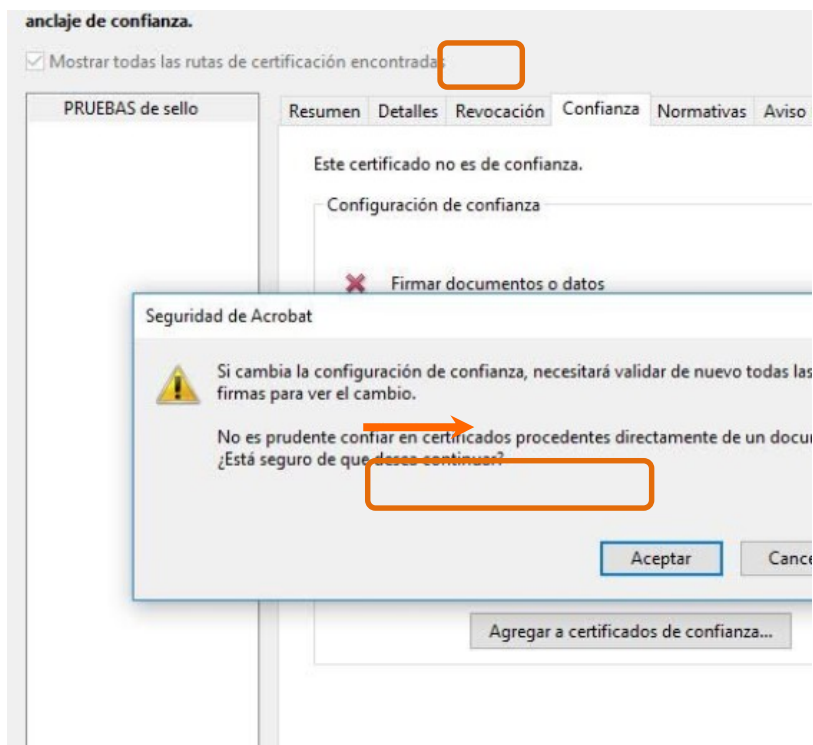 anclaje de confianza.
Mostrar todas las rutas de certificación encontradas
PRUEBAS de sello
Resumen Detalles Revocación Confianza Normativas Aviso
Este certificado no es de confianza.
Configuración de confianza
Firmar documentos o datos
Seguridad de Acrobat
Si cambia la configuración de confianza, necesitará validar de nuevo todas las
firmas para ver el cambio.
No es prudente confiar en certificados procedentes directamente de un docu
¿Está seguro de que desea continuar?
Aceptar Cance
Agregar a certificados de confianza...